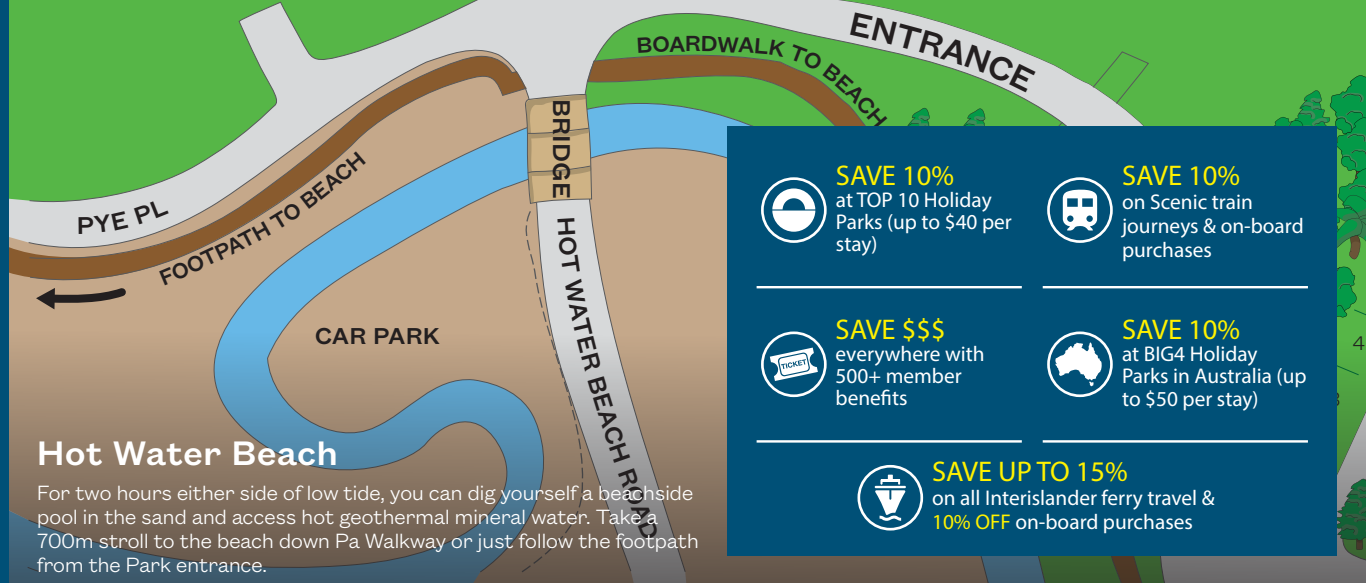 ENTRANCE
BOARDWALK TO BEACH
BRIDGE
PYE PL
FOOTPATH TO BEACH
HOT WATER BEACH ROAD
CAR PARK
Hot Water Beach
For two hours either side of low tide, you can dig yourself a beachside
pool in the sand and access hot geothermal mineral water. Take a
700m stroll to the beach down Pa Walkway or just follow the footpath
from the Park entrance.
SAVE 10%
at TOP 10 Holiday
Parks (up to $40 per
stay)
SAVE 10%
on Scenic train
journeys & on-board
purchases
TICKET
SAVE $$$
everywhere with
500+ member
benefits
SAVE 10%
at BIG4 Holiday
Parks in Australia (up
to $50 per stay)
SAVE UP TO 15%
on all Interislander ferry travel &
10% OFF on-board purchases
4